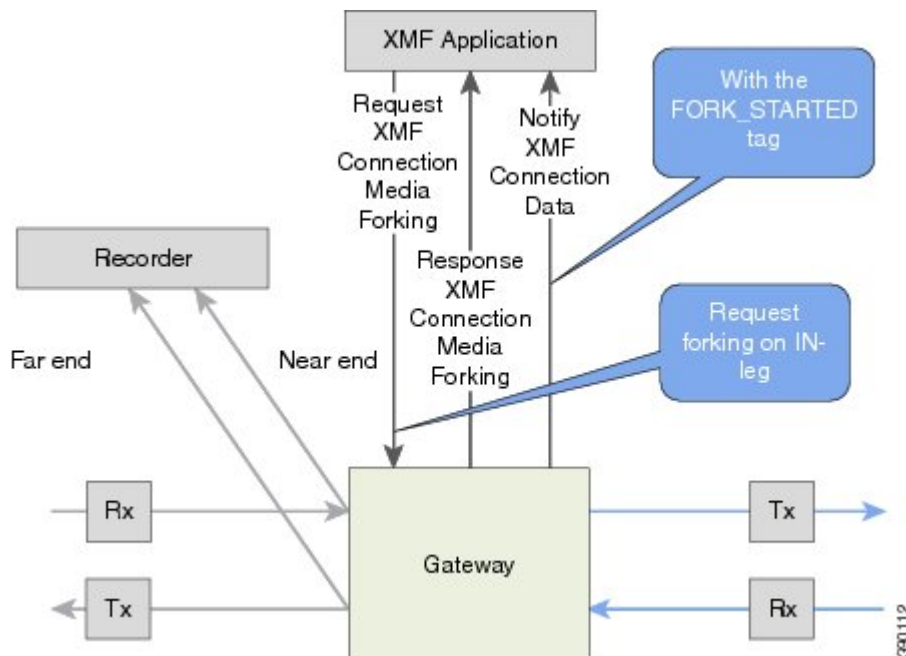 XMF Application
Request
XMF
Connection
Media
Forking
Notify
XMF
Connection
Data
With the
FORK_STARTED
tag
Recorder
Response
XMF
Connection
Media
Forking
Request
forking on IN-
leg
Far end
Near end
Rx
Tx
Gateway
Tx
Rx
390112